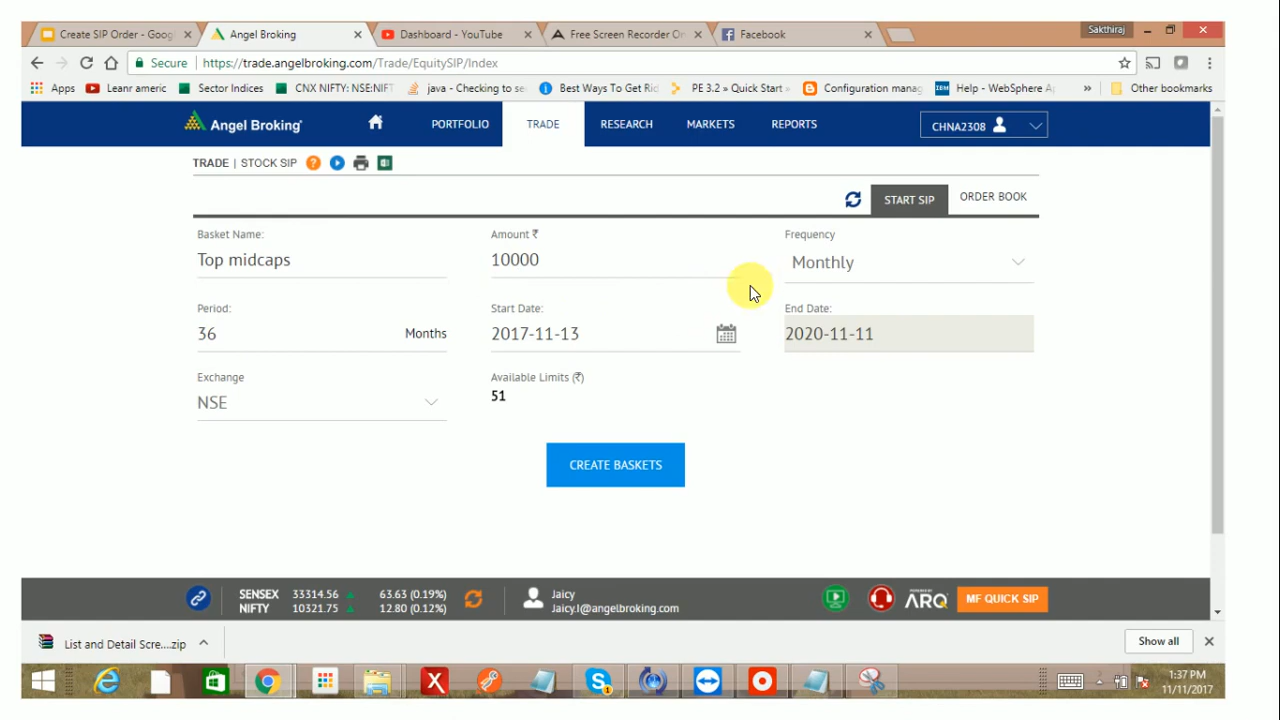 Create SIP Order - Goog
Angel Broking
Dashboard - YouTube
Free Screen Recorder On
Facebook
Sakthiraj
Secure
https://trade.angelbroking.com/Trade/EquitySIP/Index
Apps
Leanr americ
Sector Indices
CNX NIFTY: NSE:NIF
java - Checking to se
Best Ways To Get Rid
PE 3.2 » Quick Start
Configuration manag
Help - WebSphere A
»
Other bookmarks
Angel Broking
PORTFOLIO
TRADE
RESEARCH
MARKETS
REPORTS
CHNA2308
TRADE | STOCK SIP
START SIP
ORDER BOOK
Basket Name:
Amount ₹
Frequency
Top midcaps
10000
Monthly
Period:
Start Date:
End Date:
36
Months
2017-11-13
2020-11-11
Exchange
Available Limits (₹)
NSE
51
CREATE BASKETS
SENSEX 33314.56 63.63 (0.19%)
NIFTY 10321.75 12.80 (0.12%)
Jaicy
Jaicy.I@angelbroking.com
ARQ
MF QUICK SIP
List and Detail Scre....zip
Show all
1:37 PM
11/11/2017